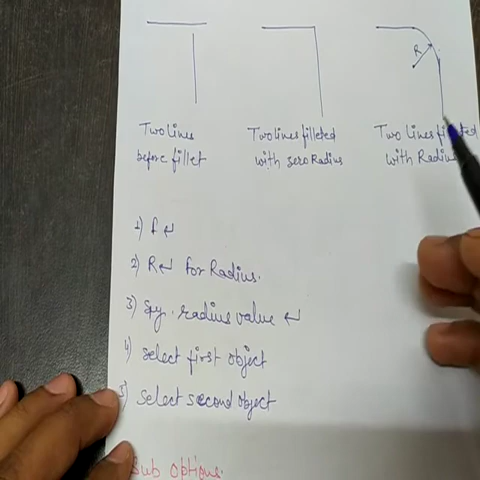 R
Two lines
before fillet
Two lines filleted
with zero Radius
Two lines filleted
with Radius
1) f ↵
2) R ↵ for Radius.
3) Spy. radius value ↵
4) select first object
5) select second object
Sub Options.